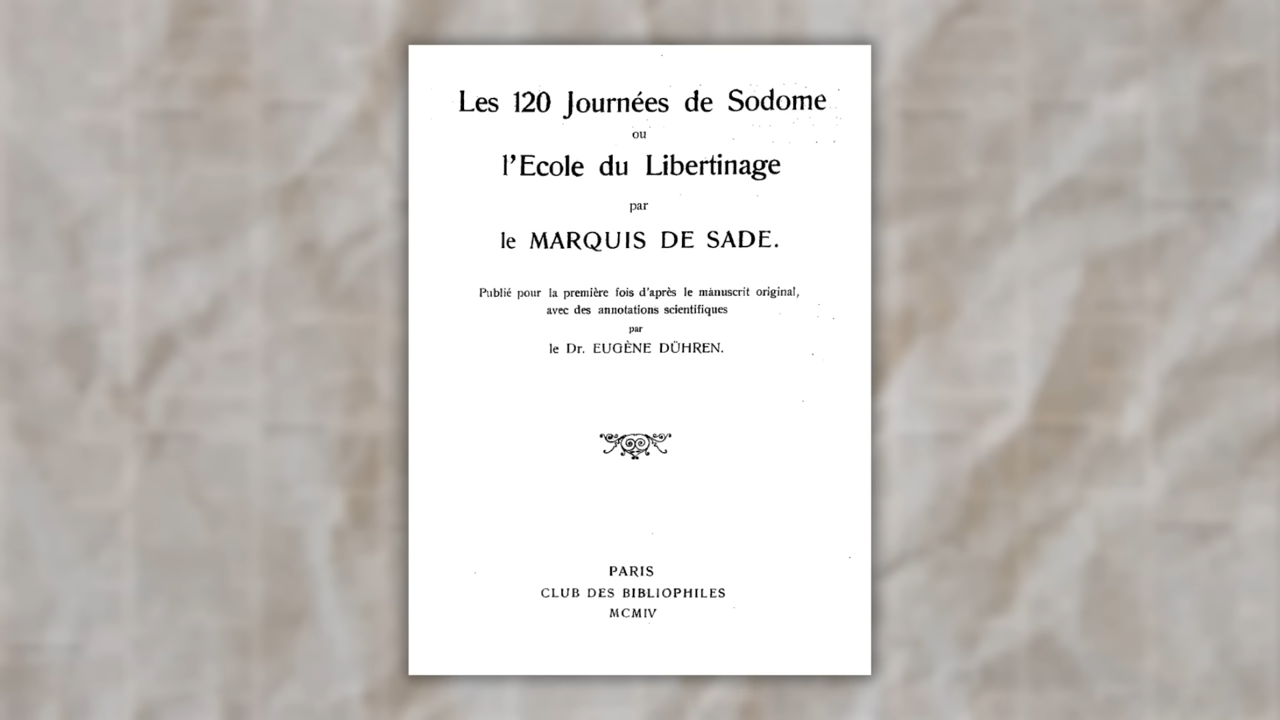 Les 120 Journées de Sodome
ou
l'Ecole du Libertinage
par
le MARQUIS DE SADE.
Publié pour la première fois d'après le manuscrit original,
avec des annotations scientifiques
par
le Dr. EUGÈNE DÜHREN.
PARIS
CLUB DES BIBLIOPHILES
MCMIV